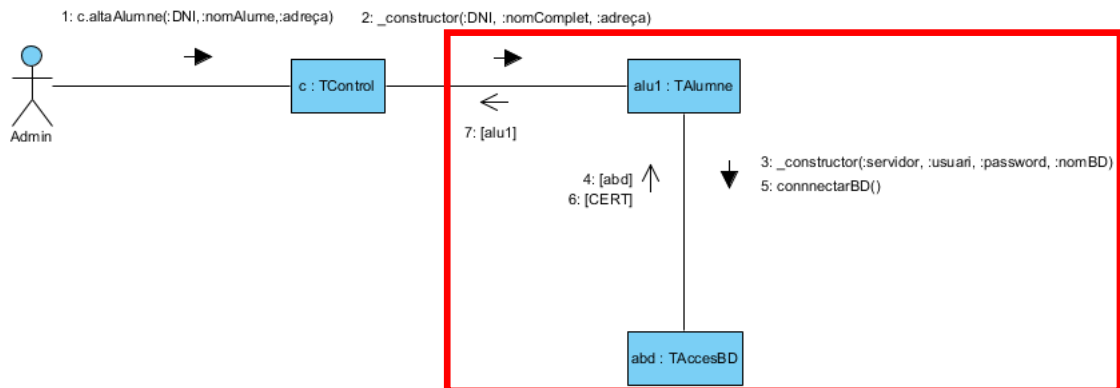 1: c.altaAlumne(:DNI,:nomAlume,:adreça)
2: _constructor(:DNI, :nomComplet, :adreça)
Admin
c : TControl
alu1 : TAlumne
7: [alu1]
4: [abd]
6: [CERT]
3: _constructor(:servidor, :usuari, :password, :nomBD)
5: connnectarBD()
abd : TAccesBD